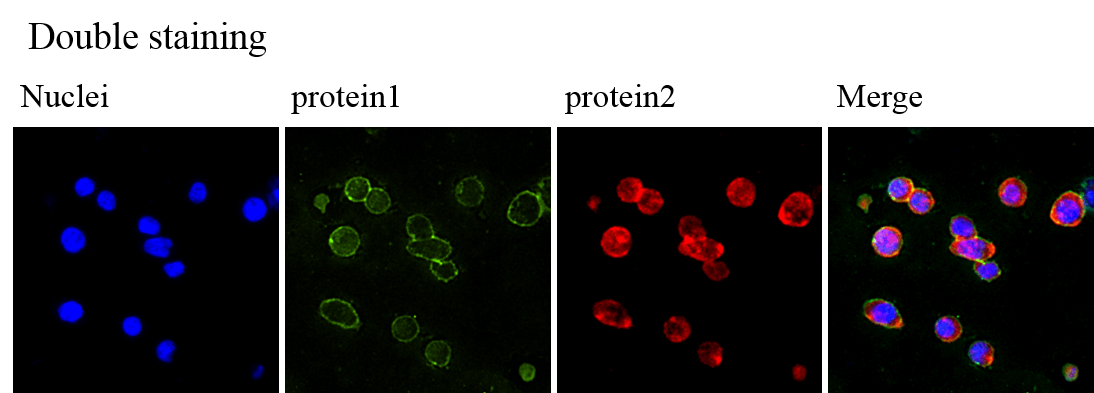 Double staining
Nuclei
protein1
protein2
Merge